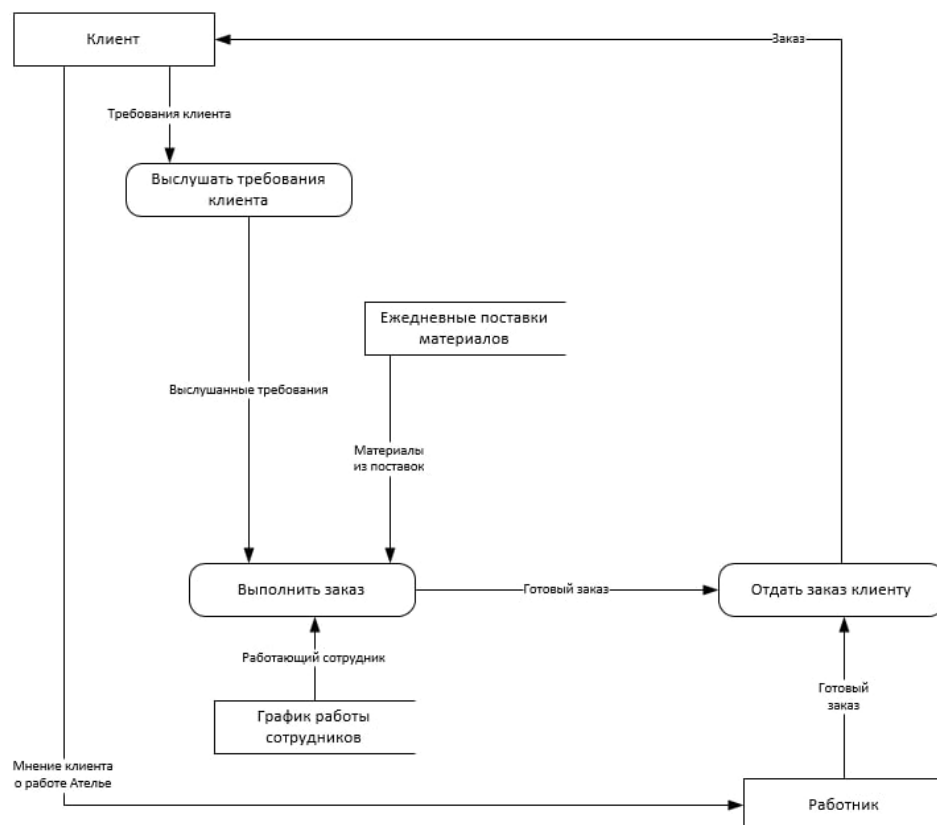 Клиент
Заказ
Требования клиента
Выслушать требования
клиента
Ежедневные поставки
материалов
Выслушанные требования
Материалы
из поставок
Выполнить заказ
Готовый заказ
Отдать заказ клиенту
Работающий сотрудник
Готовый
заказ
График работы
сотрудников
Мнение клиента
о работе Ателье
Работник